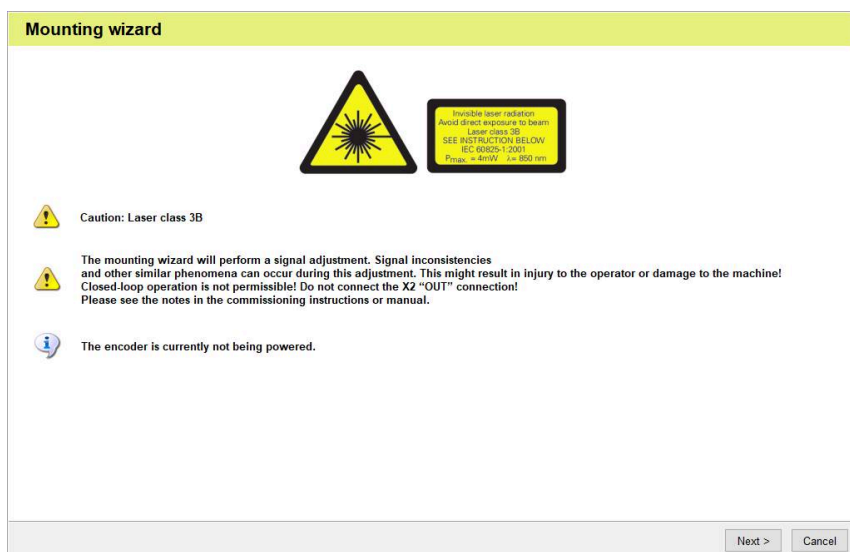 Mounting wizard
Invisible laser radiation
Avoid direct exposure to beam
Laser class 3B
SEE INSTRUCTION BELOW
IEC 60825-1:2001
Pmax. = 4mW λ= 850 nm
Caution: Laser class 3B
The mounting wizard will perform a signal adjustment. Signal inconsistencies
and other similar phenomena can occur during this adjustment. This might result in injury to the operator or damage to the machine!
Closed-loop operation is not permissible! Do not connect the X2 “OUT” connection!
Please see the notes in the commissioning instructions or manual.
The encoder is currently not being powered.
Next > Cancel